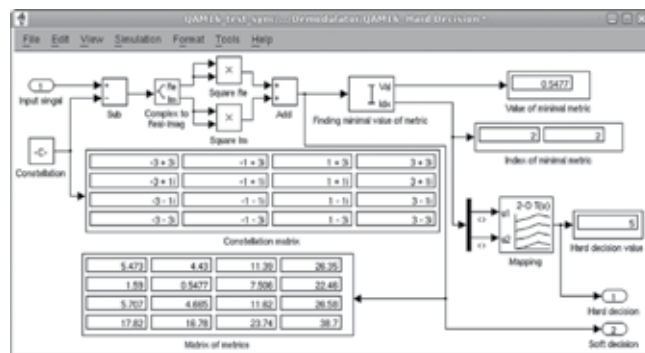 QAM16_test_sync/... Demodulator/QAM16 Hard Decision *
File Edit View Simulation Format Tools Help
1
Input singal
Sub
Re
Im
Complex to
Real-Imag
×
Square Re
×
Square Im
Add
Val
Idx
Finding minimal value of metric
0.5477
Value of minimal metric
2 2
Index of minimal metric
-C-
Constellation
-3 + 3i -1 + 3i 1 + 3i 3 + 3i
-3 + 1i -1 + 1i 1 + 1i 3 + 1i
-3 - 1i -1 - 1i 1 - 1i 3 - 1i
-3 - 3i -1 - 3i 1 - 3i 3 - 3i
Constellation matrix
2-D T(u)
u1
u2
Mapping
5
Hard decision value
5.473 4.43 11.39 26.35
1.59 0.5477 7.506 22.46
5.707 4.665 11.62 26.58
17.82 16.78 23.74 38.7
Matrix of metrics
1
Hard decision
2
Soft decision